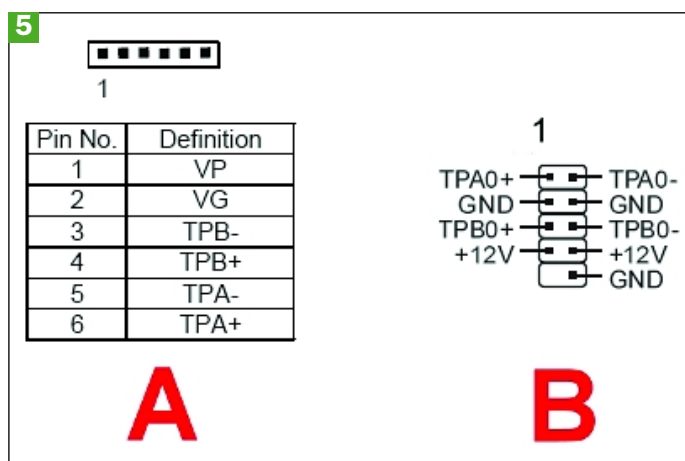 5
1
Pin No. Definition
1 VP
2 VG
3 TPB-
4 TPB+
5 TPA-
6 TPA+
A
1
TPA0+ TPA0-
GND GND
TPB0+ TPB0-
+12V +12V
GND
B